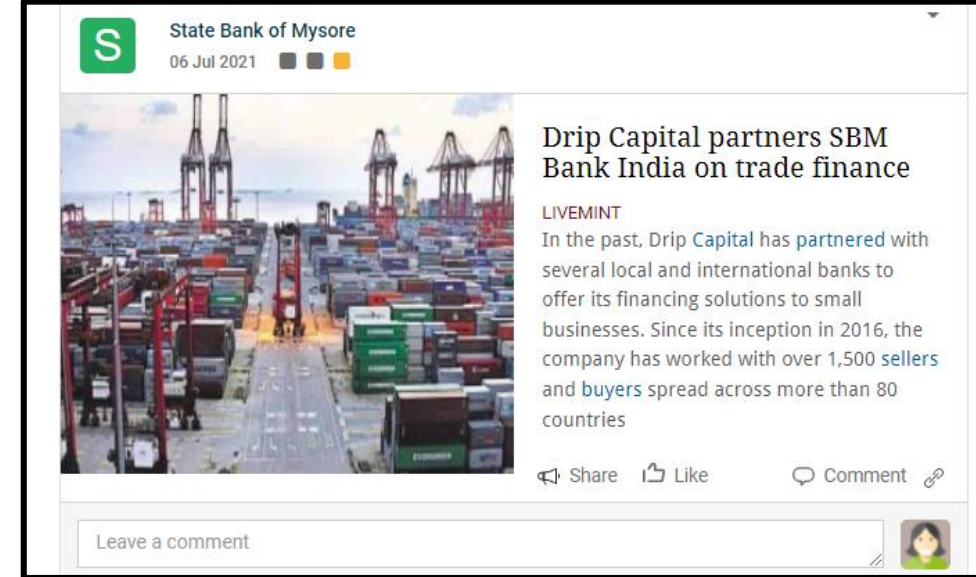 S
State Bank of Mysore
06 Jul 2021
Drip Capital partners SBM
Bank India on trade finance
LIVEMINT
In the past, Drip Capital has partnered with
several local and international banks to
offer its financing solutions to small
businesses. Since its inception in 2016, the
company has worked with over 1,500 sellers
and buyers spread across more than 80
countries
Share Like Comment
Leave a comment
EVERGREEN